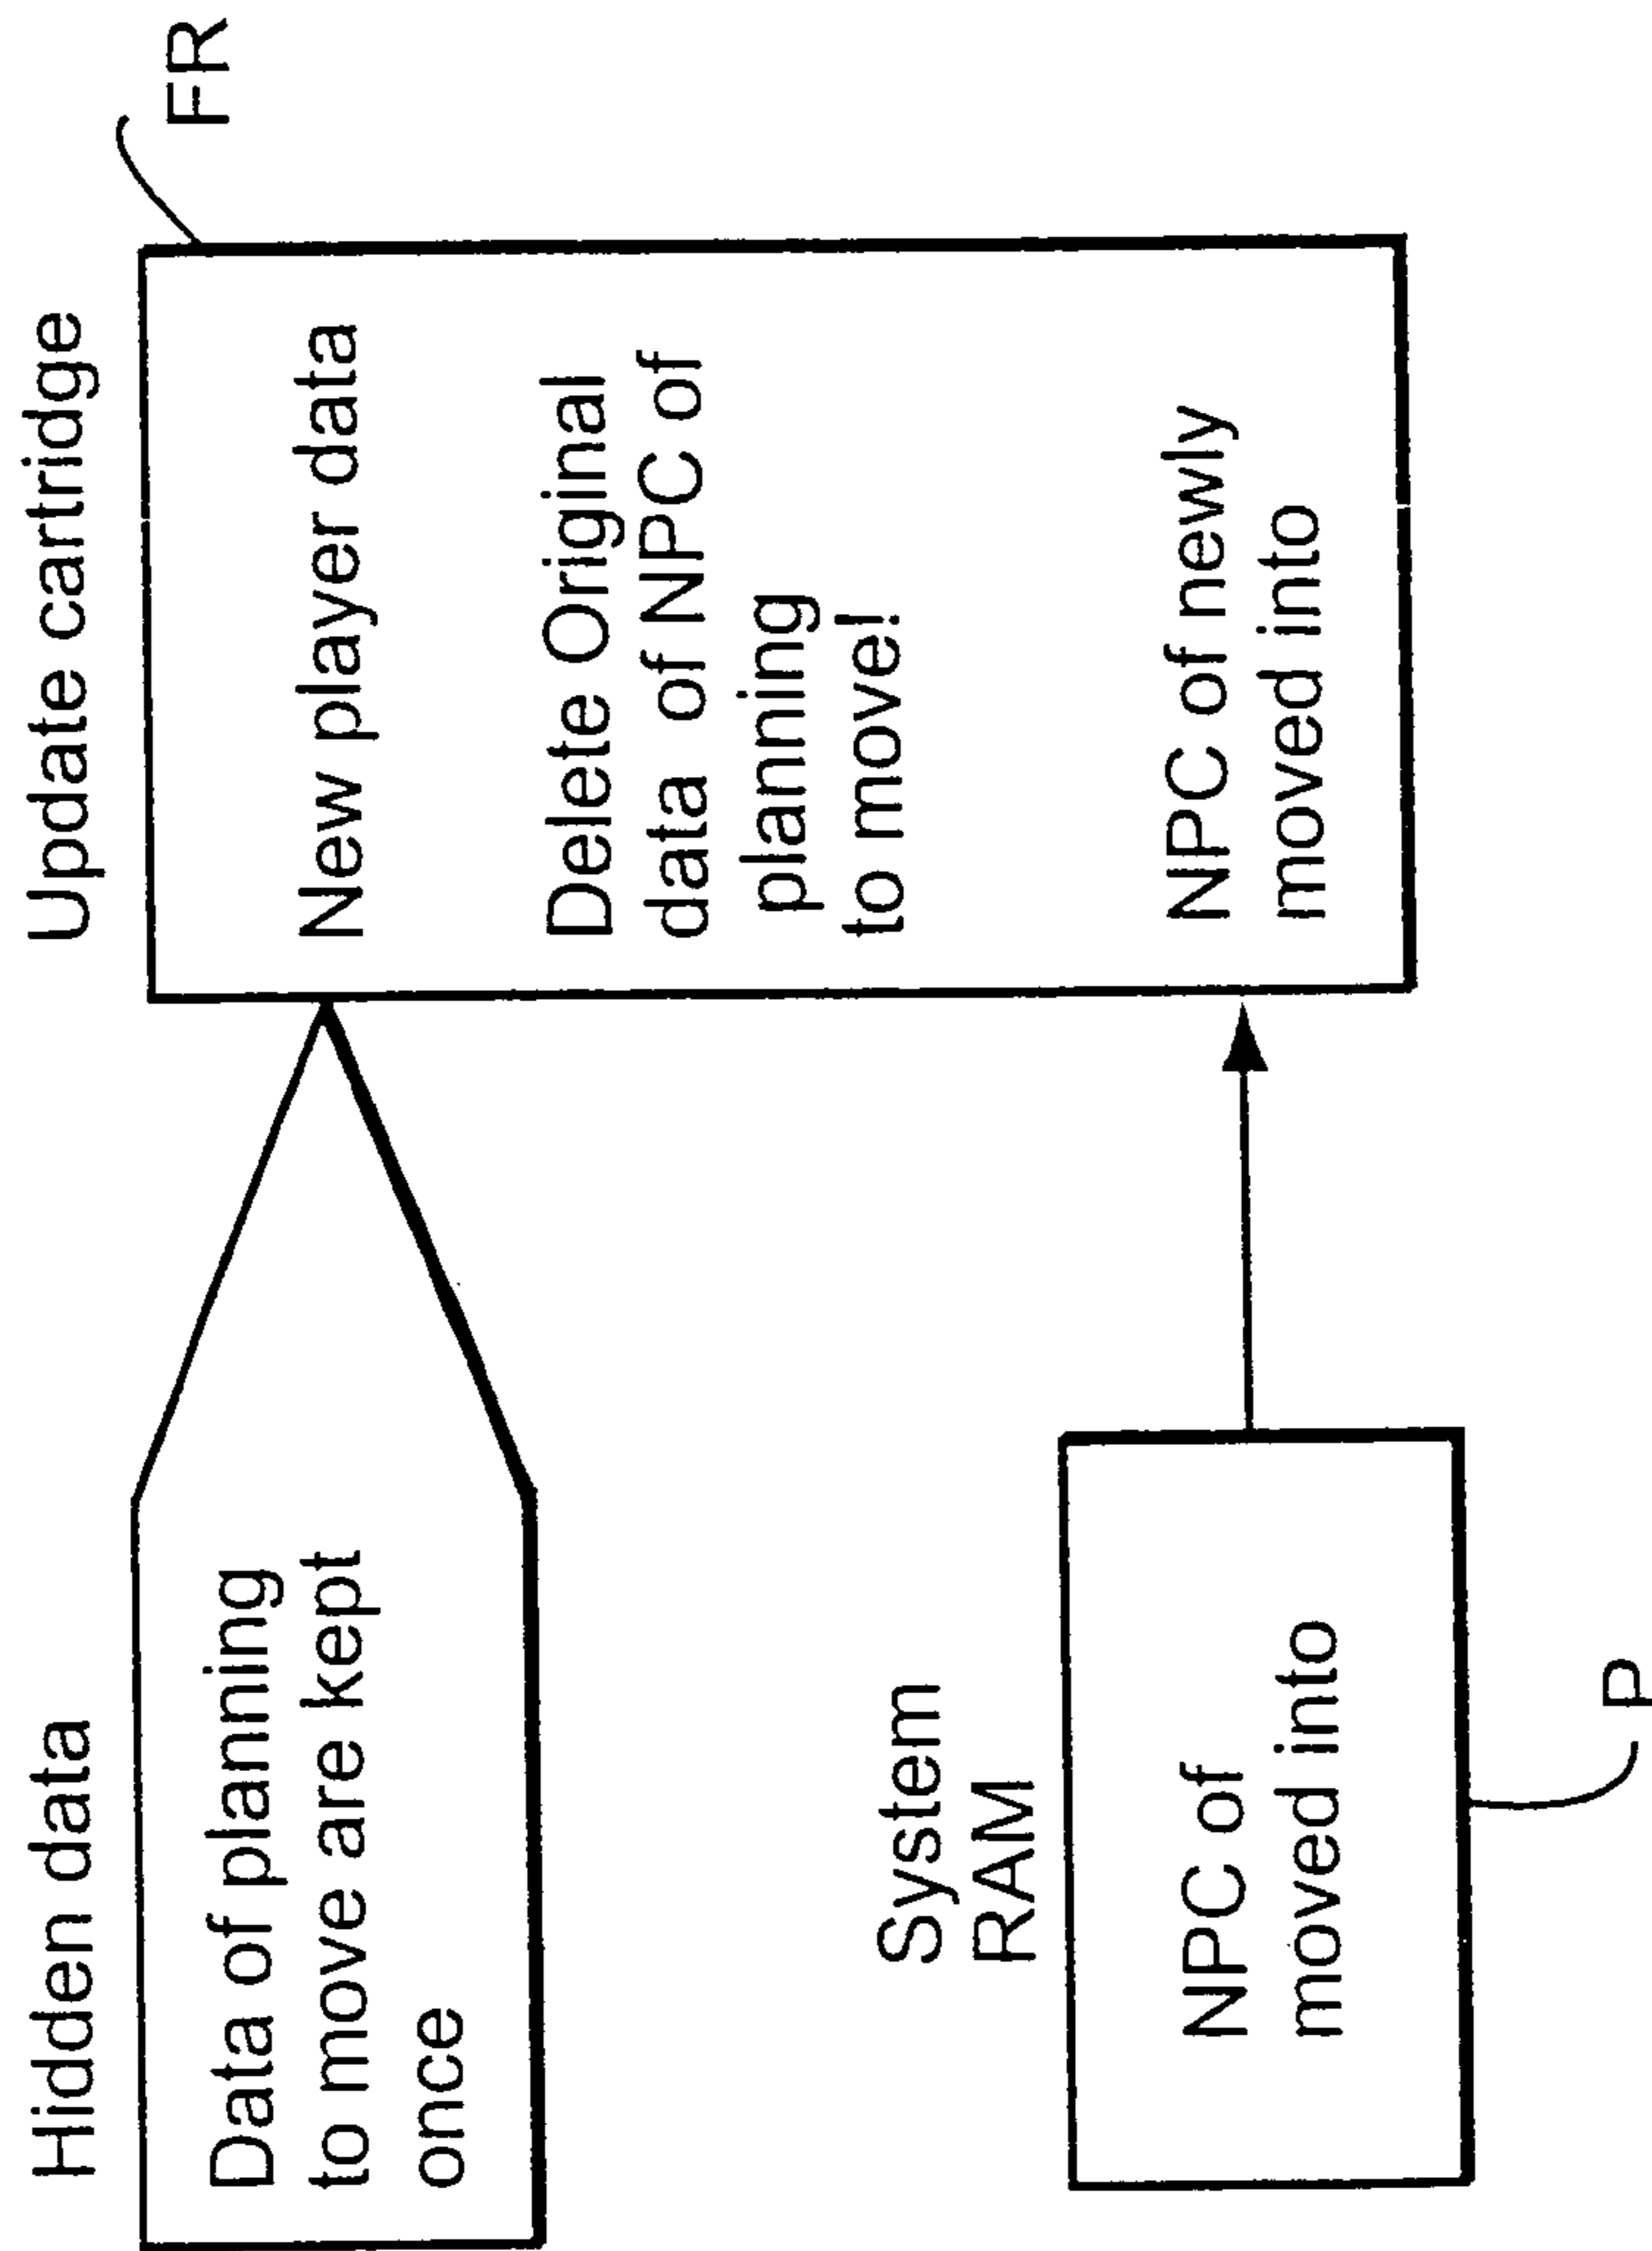 Hidden data
Data of planning
to move are kept
once
System
RAM
NPC of
moved into
P
Update cartridge
New player data
Delete Original
data of NPC of
planning
to move!
NPC of newly
moved into
FR